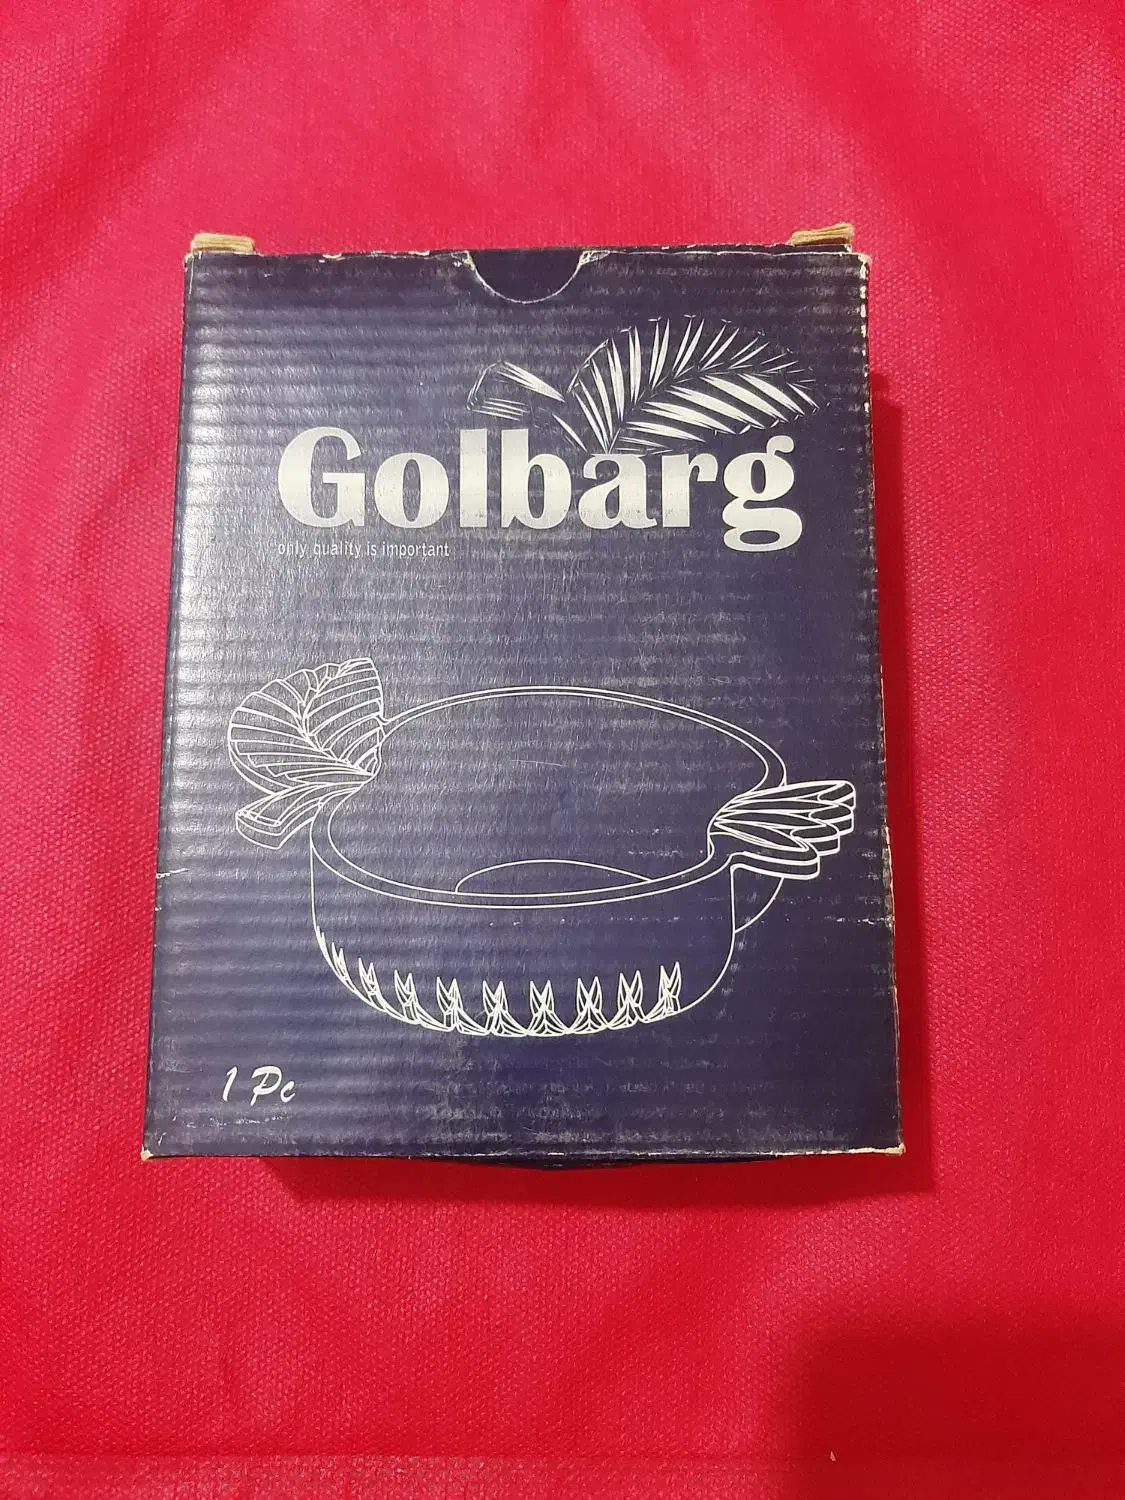 Golbarg
only quality is important
1 Pc